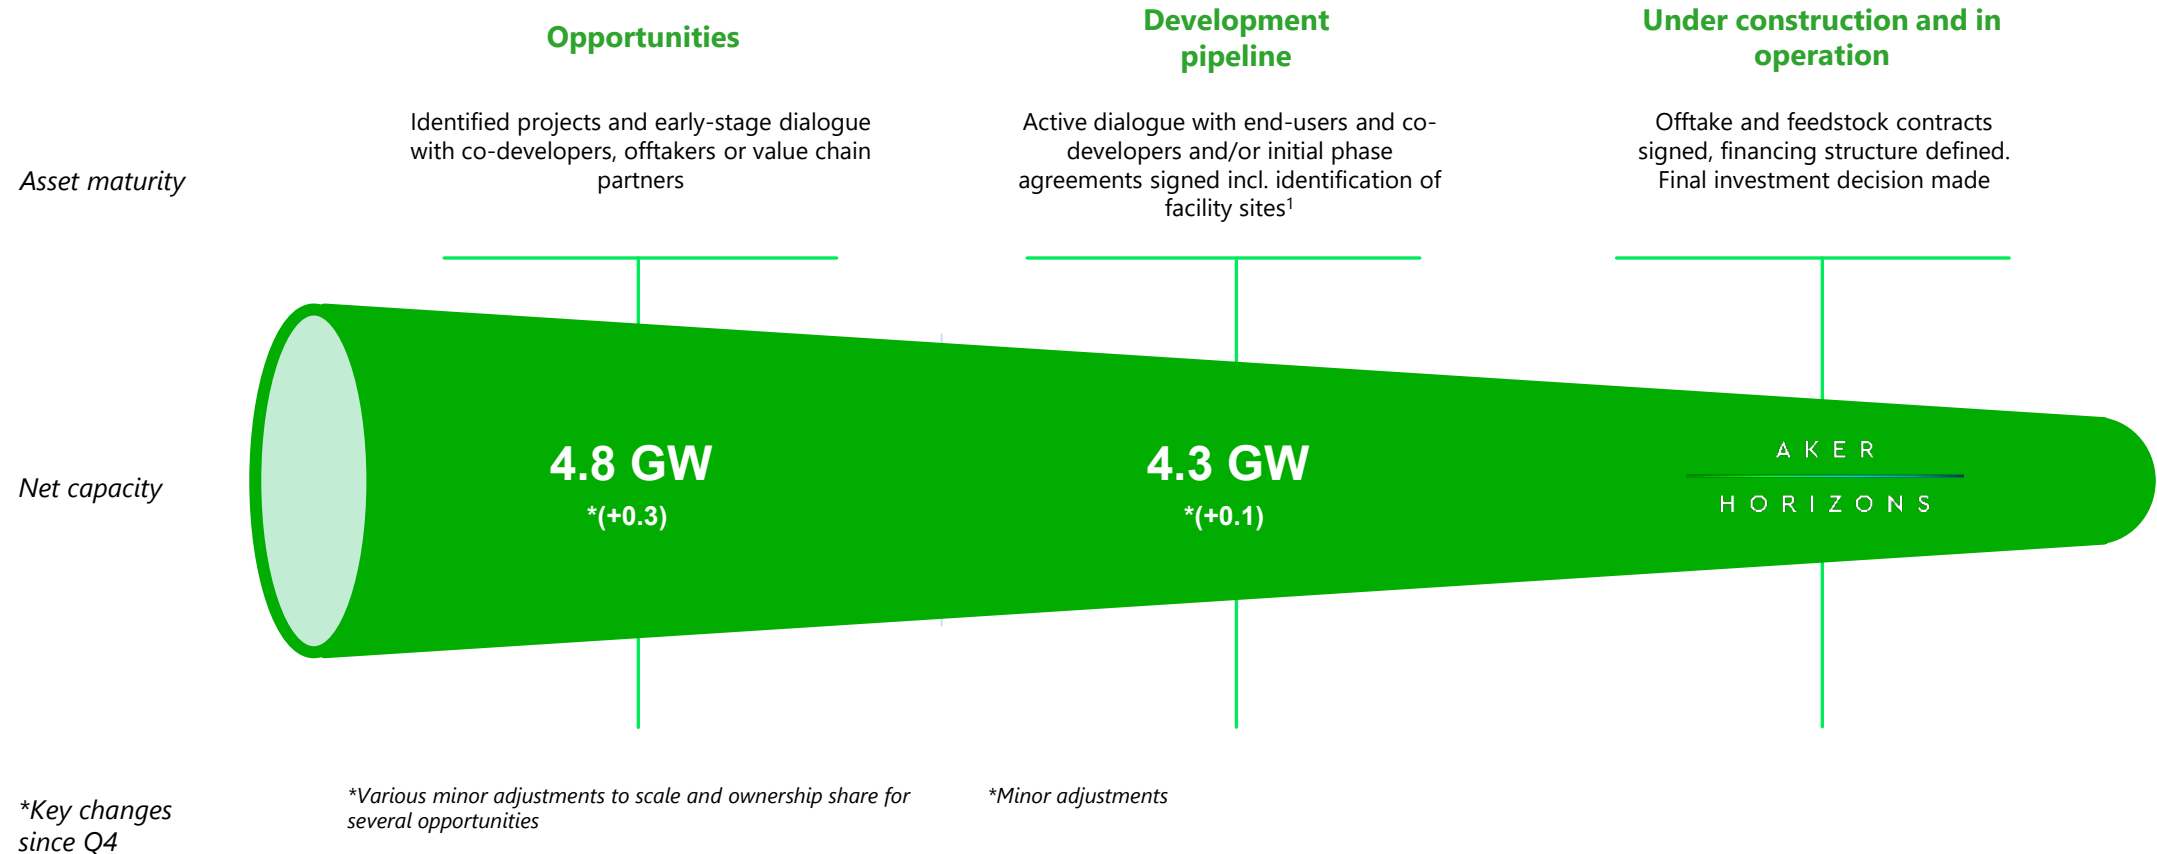 Opportunities
Development
pipeline
Under construction and in
operation
Asset maturity
Identified projects and early-stage dialogue
with co-developers, offtakers or value chain
partners
Active dialogue with end-users and co-
developers and/or initial phase
agreements signed incl. identification of
facility sites¹
Offtake and feedstock contracts
signed, financing structure defined.
Final investment decision made
Net capacity
4.8 GW
*(+0.3)
4.3 GW
*(+0.1)
AKER
HORIZONS
*Key changes
since Q4
*Various minor adjustments to scale and ownership share for
several opportunities
*Minor adjustments